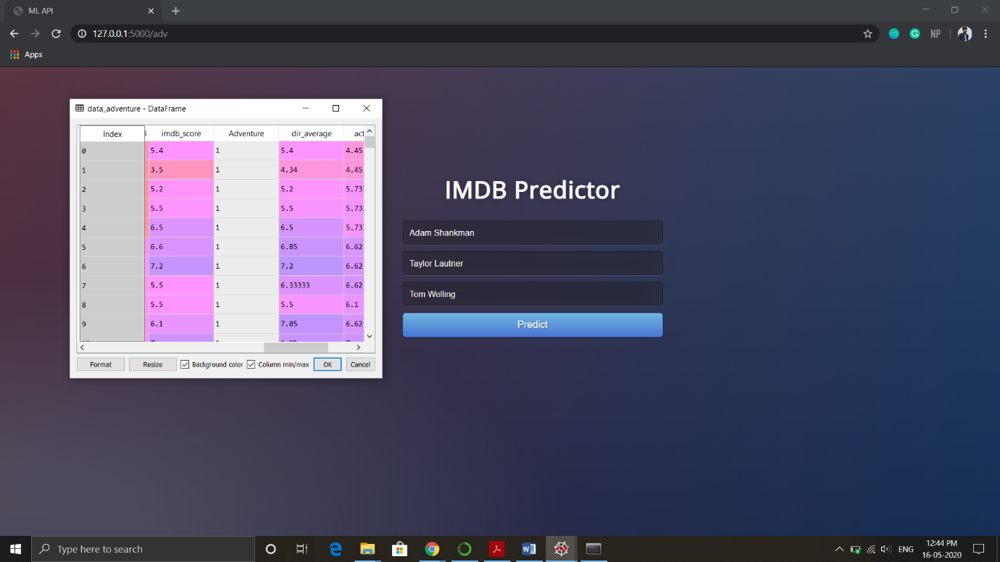 ML API
127.0.0.1:5000/adv
NP
Apps
data_adventure - DataFrame
Index imdb_score Adventure dir_average act
0 5.4 1 5.4 4.45
1 3.5 1 4.34 4.45
2 5.2 1 5.2 5.73
3 5.5 1 5.5 5.73
4 6.5 1 6.5 5.73
5 6.6 1 6.85 6.62
6 7.2 1 7.2 6.62
7 5.5 1 6.33333 6.62
8 5.5 1 5.5 6.1
9 6.1 1 7.05 6.62
Format Resize Background color Column min/max OK Cancel
IMDB Predictor
Adam Shankman
Taylor Lautner
Tom Welling
Predict
Type here to search
ENG
12:44 PM
16-05-2020